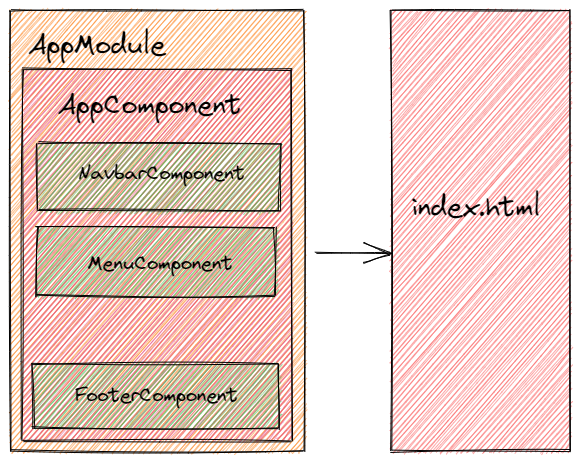 AppModule
AppComponent
NavbarComponent
MenuComponent
FooterComponent
index.html